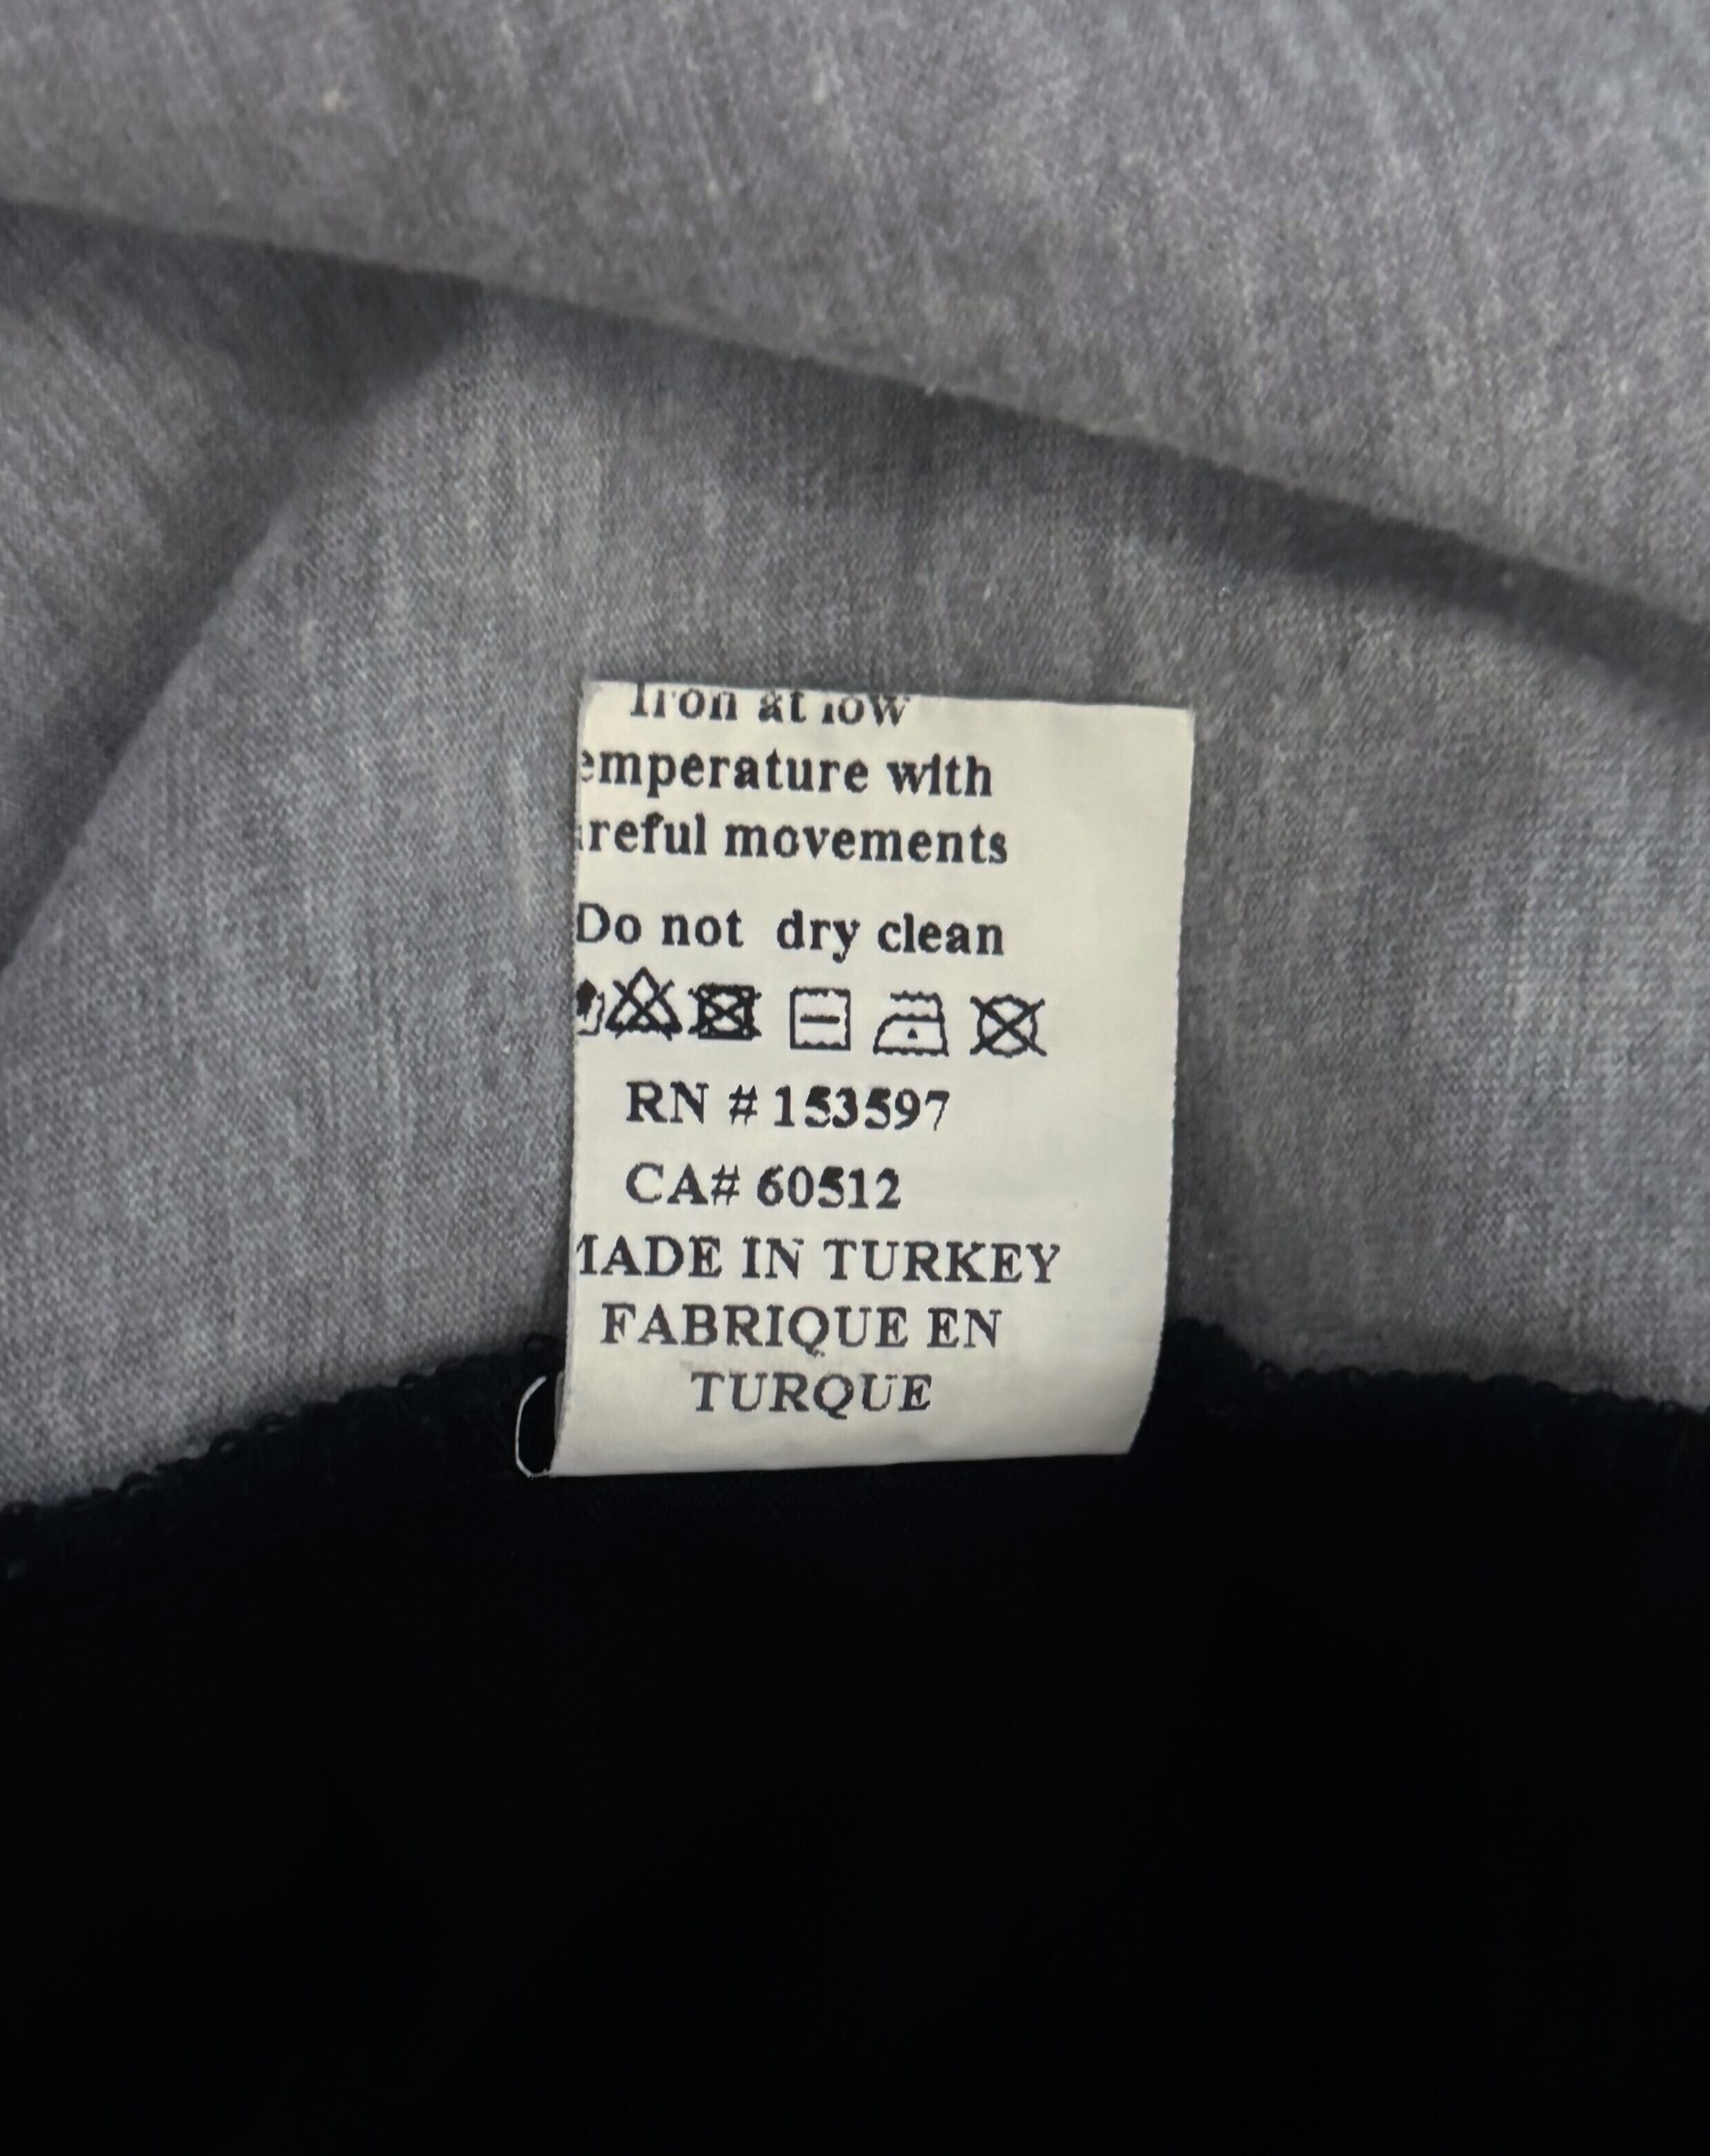 Iron at low
emperature with
reful movements
Do not dry clean
RN # 153597
CA# 60512
MADE IN TURKEY
FABRIQUE EN
TURQUE